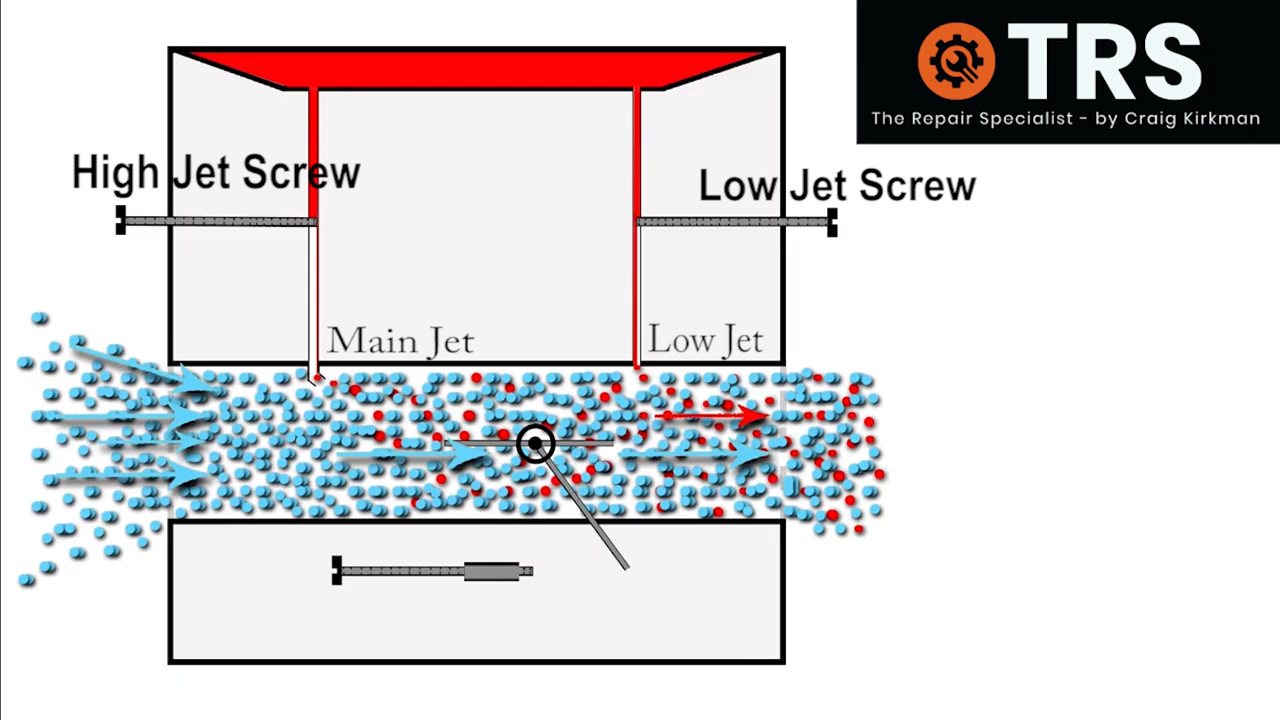 TRS
The Repair Specialist - by Craig Kirkman
High Jet Screw
Low Jet Screw
Main Jet
Low Jet